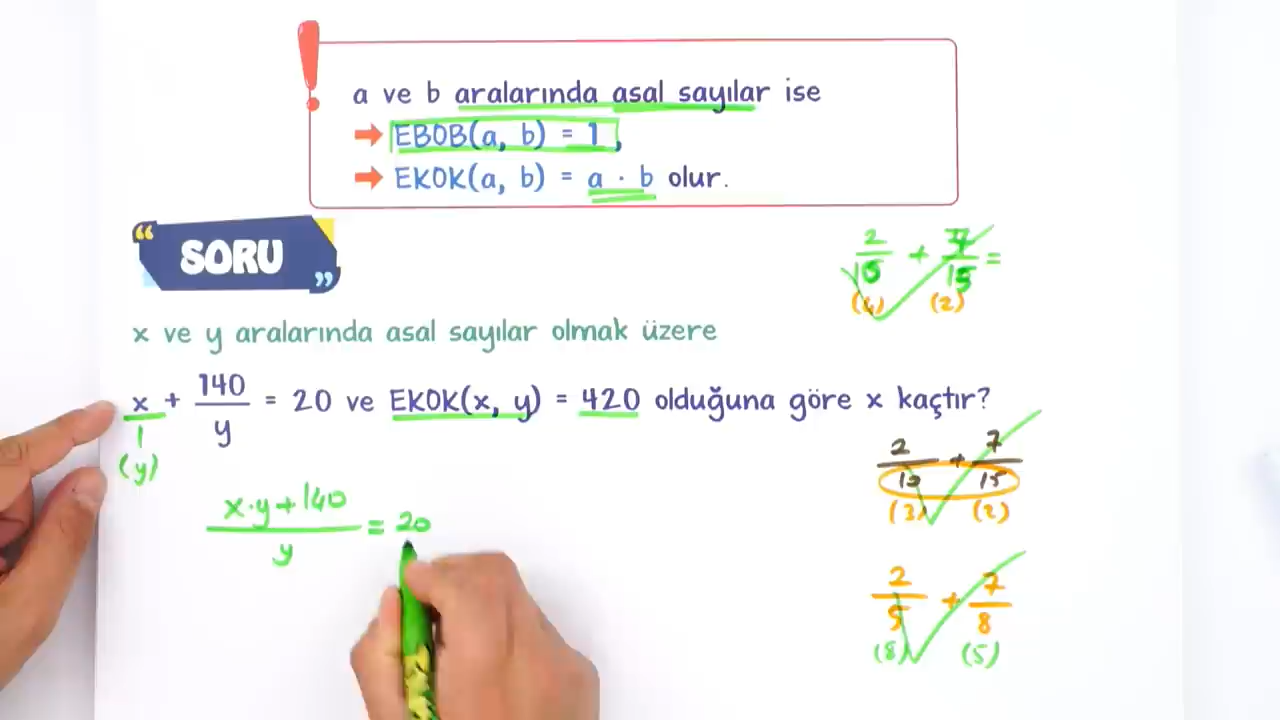 a ve b aralarında asal sayılar ise
EBOB(a, b) = 1,
EKOK(a, b) = a · b olur.
“ SORU ”
x ve y aralarında asal sayılar olmak üzere
x + 140/y = 20 ve EKOK(x, y) = 420 olduğuna göre x kaçtır?
1
(y)
x·y+140
= 20
y
2 + 7 =
15
(2)
2 + 7
10 15
(3) (2)
2 + 7
5 8
(8) (5)